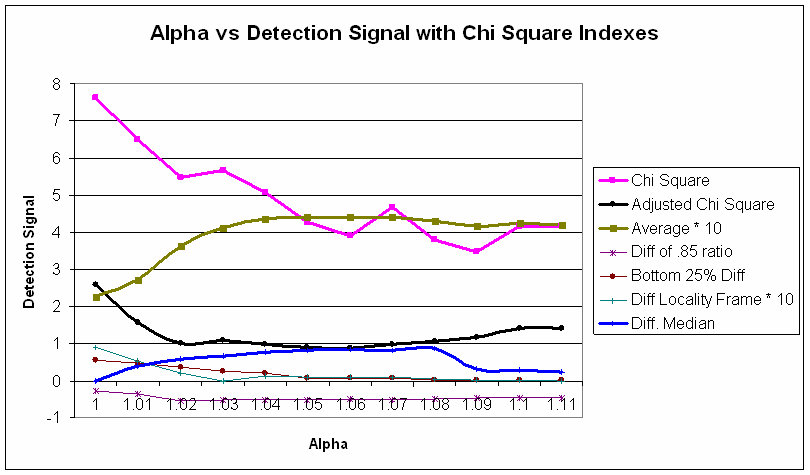 Alpha vs Detection Signal with Chi Square Indexes
8
7
6
5
4
3
2
1
0
-1
Detection Signal
1 1.01 1.02 1.03 1.04 1.05 1.06 1.07 1.08 1.09 1.1 1.11
Alpha
Chi Square
Adjusted Chi Square
Average * 10
Diff of .85 ratio
Bottom 25% Diff
Diff Locality Frame * 10
Diff. Median